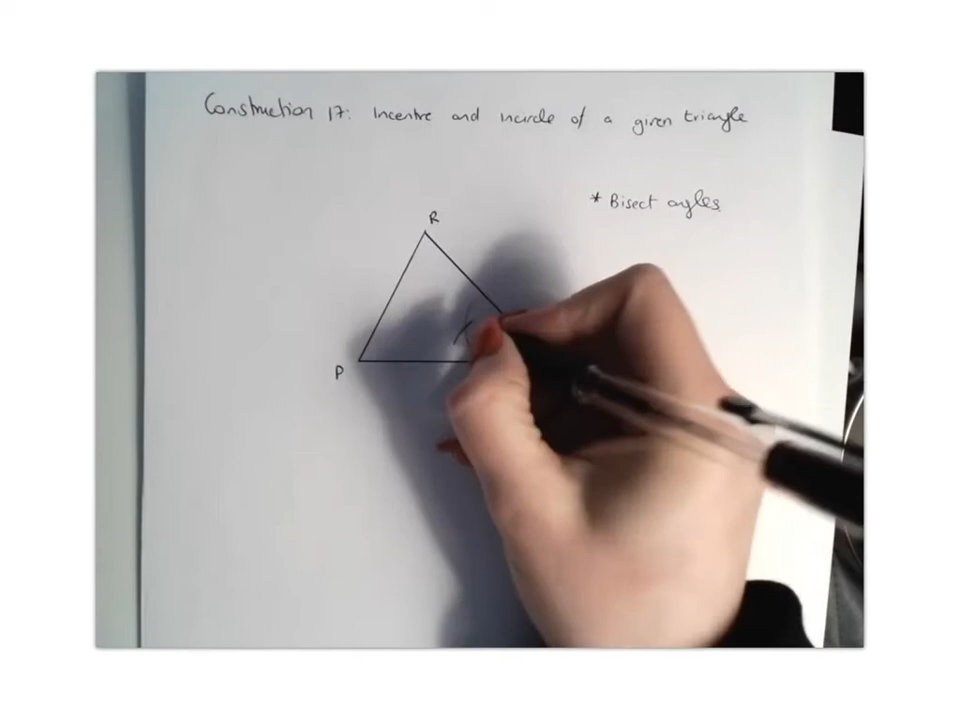 Construction 17: Incentre and incircle of a given triangle
* Bisect angles.
R
P